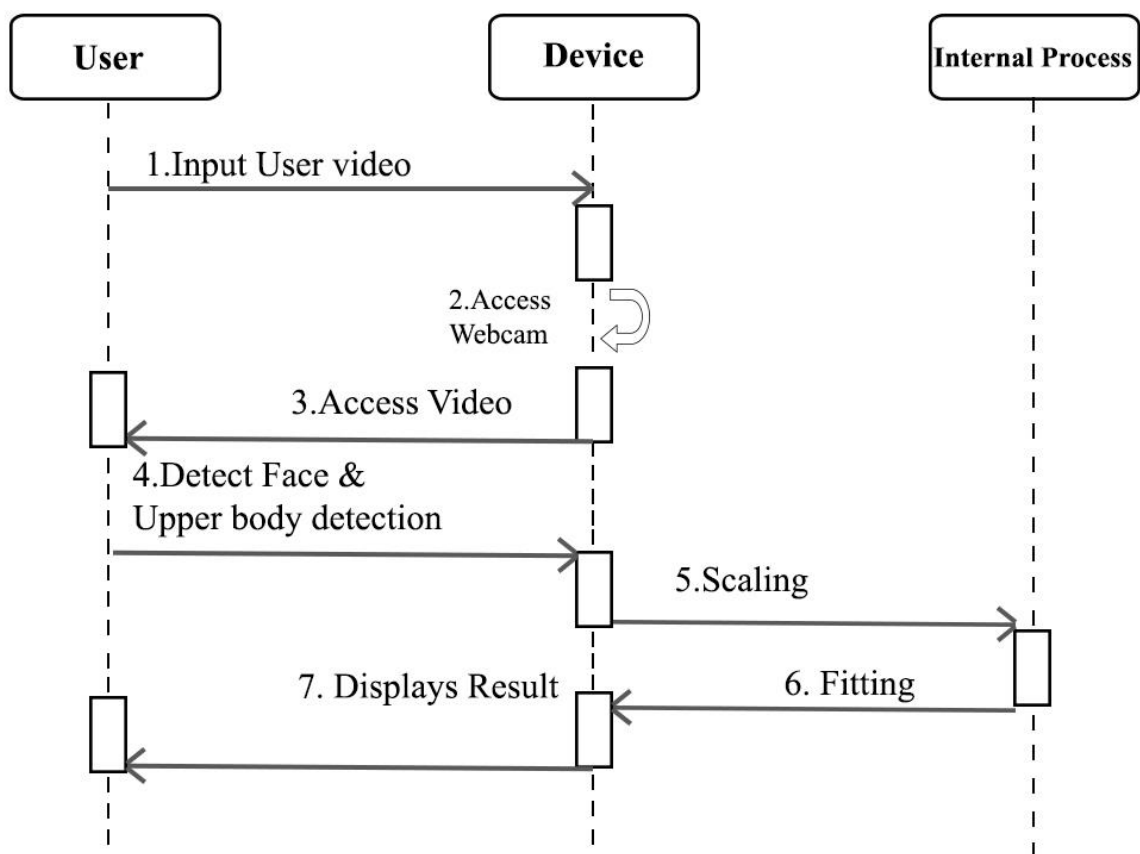 User
Device
Internal Process
1.Input User video
2.Access
Webcam
3.Access Video
4.Detect Face &
Upper body detection
5.Scaling
6. Fitting
7. Displays Result